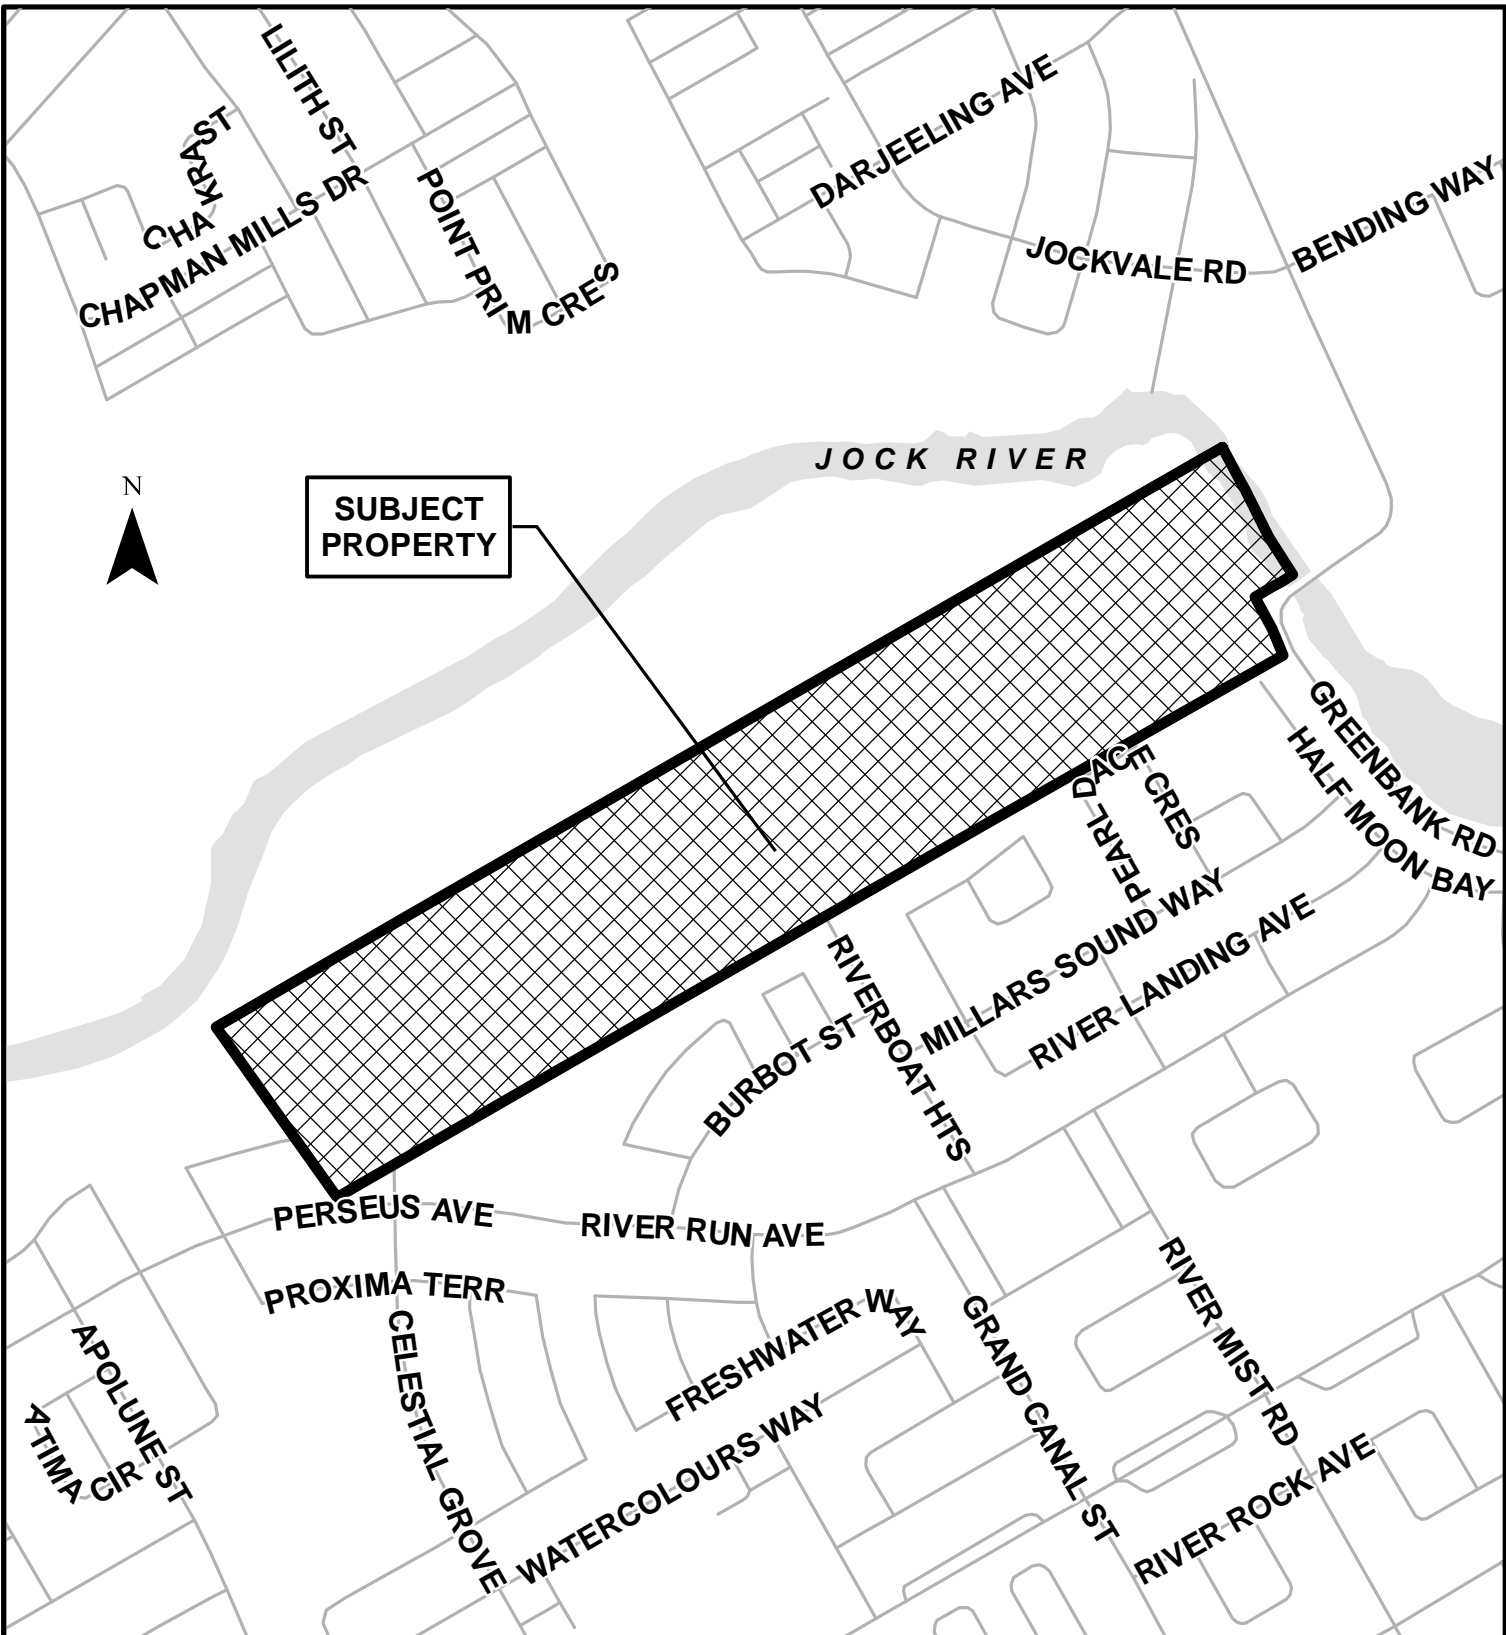 LILITH ST
CHAKRA ST
CHAPMAN MILLS DR
POINT PRIM CRES
DARJEELING AVE
JOCKVALE RD
BENDING WAY
JOCK RIVER
N
SUBJECT
PROPERTY
GREENBANK RD
HALF MOON BAY
PEARL DACE CRES
MILLARS SOUND WAY
RIVER LANDING AVE
RIVERBOAT HTS
BURBOT ST
PERSEUS AVE
RIVER RUN AVE
PROXIMA TERR
CELESTIAL GROVE
APOLUNE ST
ATIMA CIR
FRESHWATER WAY
WATERCOLOURS WAY
GRAND CANAL ST
RIVER MIST RD
RIVER ROCK AVE